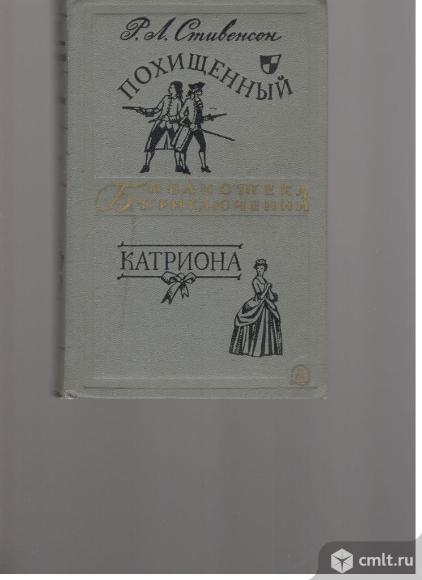 Р. Л. Стивенсон
ПОХИЩЕННЫЙ
БИБЛИОТЕКА
ПРИКЛЮЧЕНИЙ
КАТРИОНА
cmlt.ru